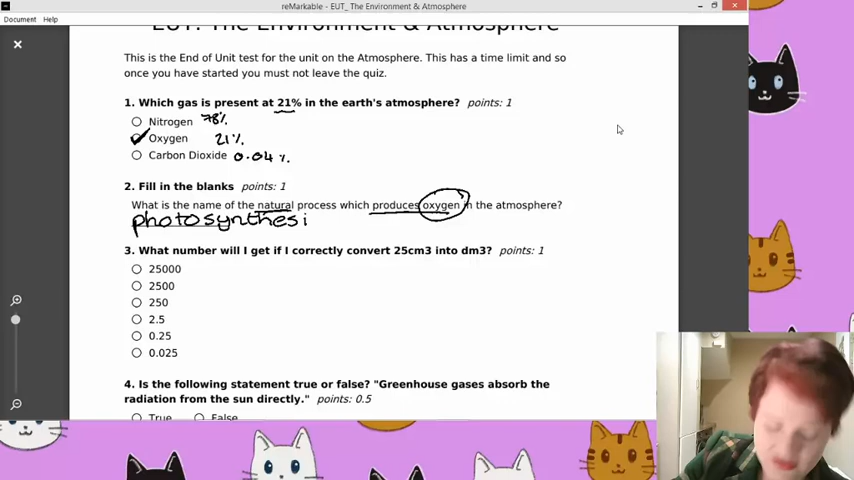 reMarkable - EUT_ The Environment & Atmosphere
Document Help
EUT: The Environment & Atmosphere
This is the End of Unit test for the unit on the Atmosphere. This has a time limit and so
once you have started you must not leave the quiz.
1. Which gas is present at 21% in the earth's atmosphere? points: 1
Nitrogen 78%
Oxygen 21%
Carbon Dioxide 0.04%
2. Fill in the blanks points: 1
What is the name of the natural process which produces oxygen in the atmosphere?
photosynthesi
3. What number will I get if I correctly convert 25cm3 into dm3? points: 1
25000
2500
250
2.5
0.25
0.025
4. Is the following statement true or false? "Greenhouse gases absorb the
radiation from the sun directly." points: 0.5
True False